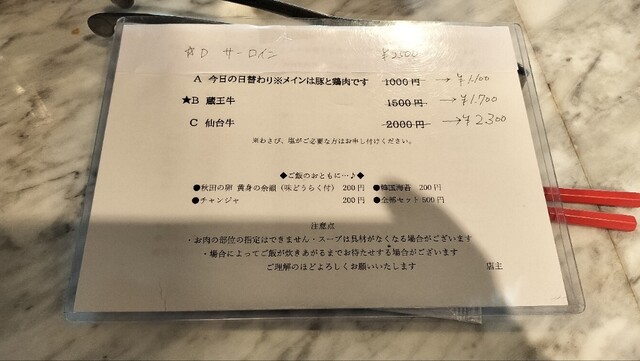 ☆D サーロイン ¥2500
A 今日の日替わり※メインは豚と鶏肉です 1000円 →¥1,100
★B 蔵王牛 1500円 →¥1,700
C 仙台牛 2000円 →¥2,300
※わさび、塩がご必要な方はお申し付けください。
◆ご飯のおともに…♪◆
●秋田の卵 黄身の余韻（味どうらく付） 200円 ●韓国海苔 200円
●チャンジャ 200円 ●全部セット500円
注意点
・お肉の部位の指定はできません・スープは具材がなくなる場合がございます
・場合によってご飯が炊きあがるまでお待たせする場合がございます
ご理解のほどよろしくお願いいたします 店主